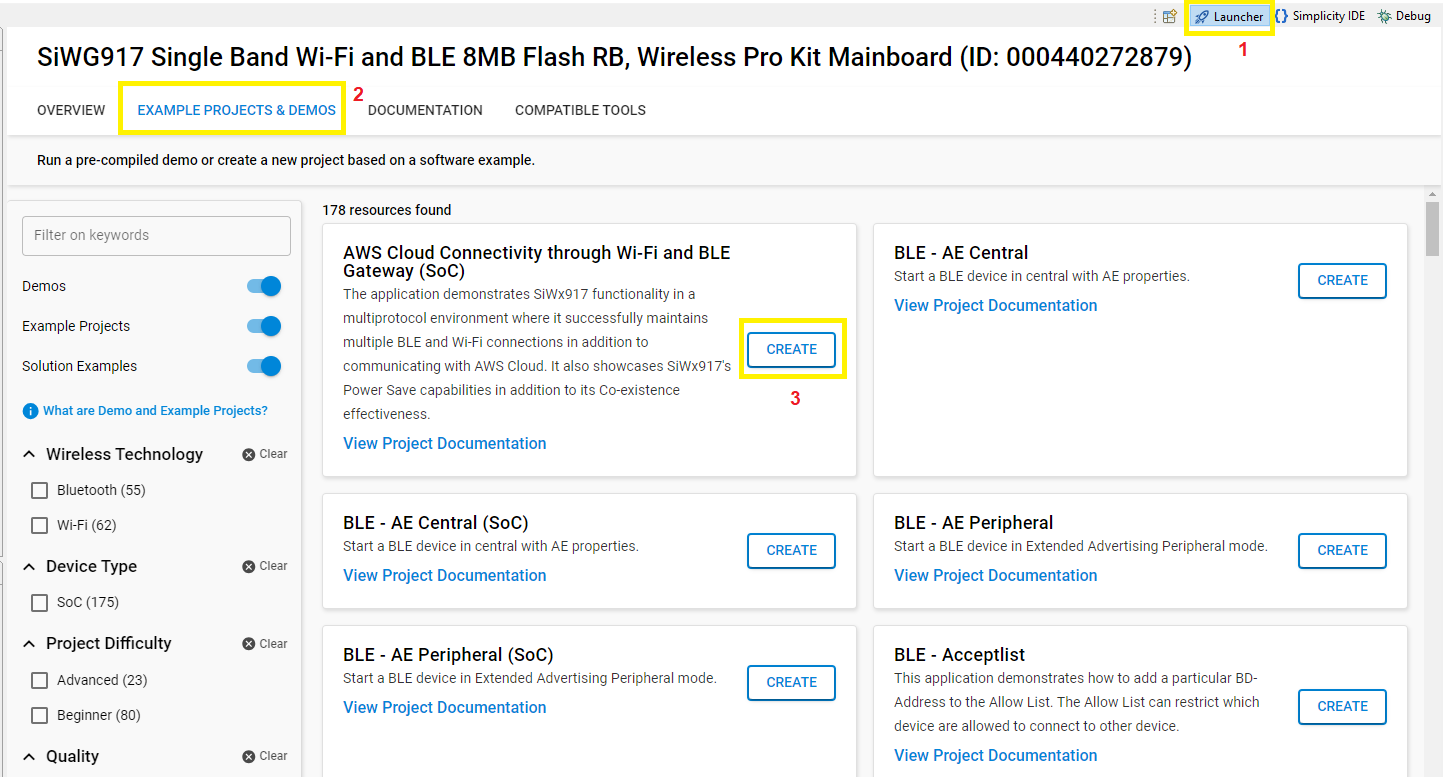 Launcher
Simplicity IDE
Debug
1
SiWG917 Single Band Wi-Fi and BLE 8MB Flash RB, Wireless Pro Kit Mainboard (ID: 000440272879)
OVERVIEW
EXAMPLE PROJECTS & DEMOS
2
DOCUMENTATION
COMPATIBLE TOOLS
Run a pre-compiled demo or create a new project based on a software example.
Filter on keywords
Demos
Example Projects
Solution Examples
What are Demo and Example Projects?
Wireless Technology
Clear
Bluetooth (55)
Wi-Fi (62)
Device Type
Clear
SoC (175)
Project Difficulty
Clear
Advanced (23)
Beginner (80)
Quality
Clear
178 resources found
AWS Cloud Connectivity through Wi-Fi and BLE
Gateway (SoC)
The application demonstrates SiWx917 functionality in a
multiprotocol environment where it successfully maintains
multiple BLE and Wi-Fi connections in addition to
communicating with AWS Cloud. It also showcases SiWx917's
Power Save capabilities in addition to its Co-existence
effectiveness.
View Project Documentation
CREATE
3
BLE - AE Central
Start a BLE device in central with AE properties.
View Project Documentation
CREATE
BLE - AE Central (SoC)
Start a BLE device in central with AE properties.
View Project Documentation
CREATE
BLE - AE Peripheral
Start a BLE device in Extended Advertising Peripheral mode.
View Project Documentation
CREATE
BLE - AE Peripheral (SoC)
Start a BLE device in Extended Advertising Peripheral mode.
View Project Documentation
CREATE
BLE - Acceptlist
This application demonstrates how to add a particular BD-
Address to the Allow List. The Allow List can restrict which
device are allowed to connect to other device.
View Project Documentation
CREATE